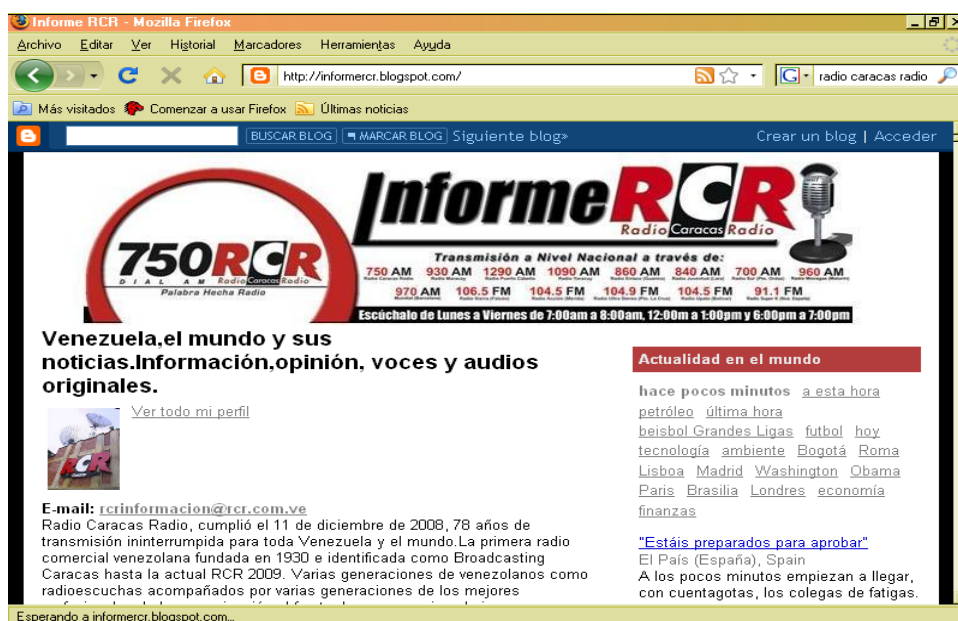 Informe RCR - Mozilla Firefox
Archivo Editar Ver Historial Marcadores Herramientas Ayuda
http://informercr.blogspot.com/
radio caracas radio
Más visitados Comenzar a usar Firefox Últimas noticias
BUSCAR BLOG MARCAR BLOG Siguiente blog»
Crear un blog | Acceder
750 RCR
DIAL AM Radio Caracas Radio
Palabra Hecha Radio
Informe RCR
Radio Caracas Radio
Transmisión a Nivel Nacional a través de:
750 AM 930 AM 1290 AM 1090 AM 860 AM 840 AM 700 AM 960 AM
970 AM 106.5 FM 104.5 FM 104.9 FM 104.5 FM 91.1 FM
Escúchalo de Lunes a Viernes de 7:00am a 8:00am, 12:00m a 1:00pm y 6:00pm a 7:00pm
Venezuela,el mundo y sus
noticias.Información,opinión, voces y audios
originales.
Ver todo mi perfil
RCR
E-mail: rcrinformacion@rcr.com.ve
Radio Caracas Radio, cumplió el 11 de diciembre de 2008, 78 años de
transmisión ininterrumpida para toda Venezuela y el mundo.La primera radio
comercial venezolana fundada en 1930 e identificada como Broadcasting
Caracas hasta la actual RCR 2009. Varias generaciones de venezolanos como
radioescuchas acompañados por varias generaciones de los mejores
Actualidad en el mundo
hace pocos minutos a esta hora
petróleo última hora
beisbol Grandes Ligas futbol hoy
tecnología ambiente Bogotá Roma
Lisboa Madrid Washington Obama
Paris Brasilia Londres economía
finanzas
"Estáis preparados para aprobar"
El País (España), Spain
A los pocos minutos empiezan a llegar,
con cuentagotas, los colegas de fatigas.
Esperando a informercr.blogspot.com...